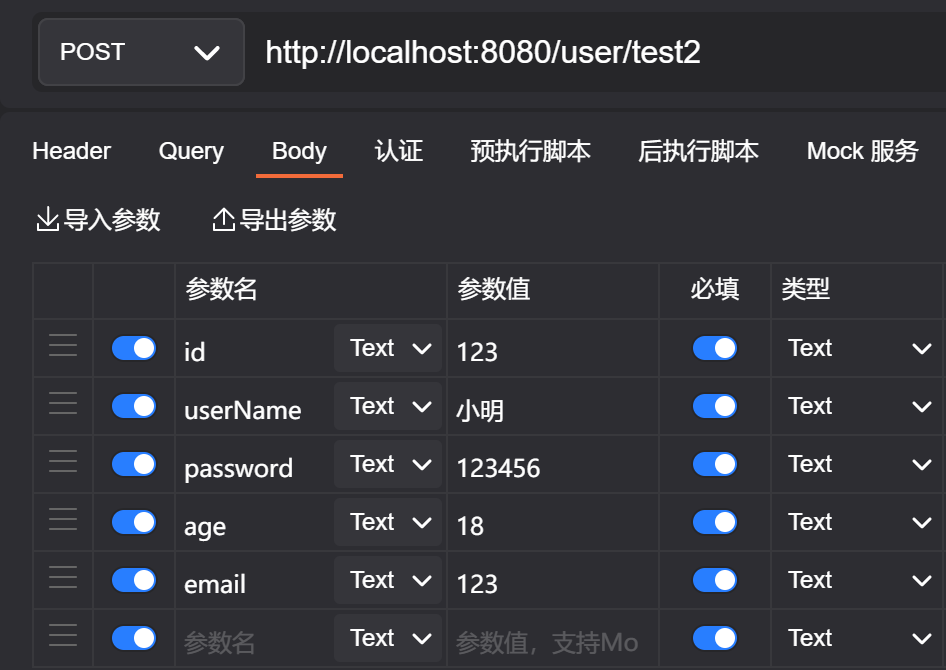 POST http://localhost:8080/user/test2
Header Query Body 认证 预执行脚本 后执行脚本 Mock 服务
导入参数 导出参数
参数名 参数值 必填 类型
id Text 123 Text
userName Text 小明 Text
password Text 123456 Text
age Text 18 Text
email Text 123 Text
参数名 Text 参数值，支持Mo Text